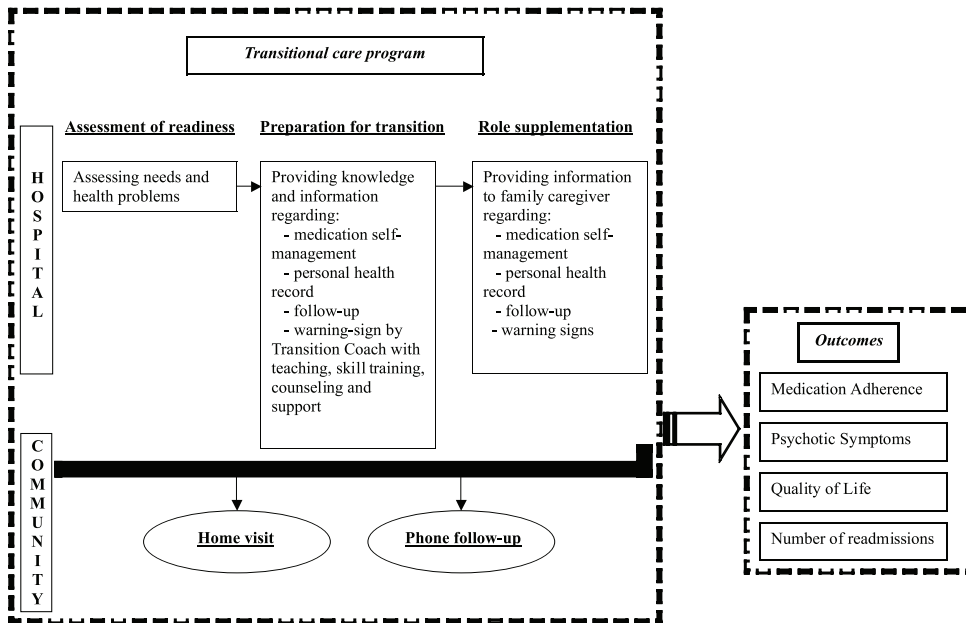 Transitional care program
Assessment of readiness
Preparation for transition
Role supplementation
HOSPITAL
Assessing needs and
health problems
Providing knowledge
and information
regarding:
- medication self-
management
- personal health
record
- follow-up
- warning-sign by
Transition Coach with
teaching, skill training,
counseling and
support
Providing information
to family caregiver
regarding:
- medication self-
management
- personal health
record
- follow-up
- warning signs
COMMUNITY
Home visit
Phone follow-up
Outcomes
Medication Adherence
Psychotic Symptoms
Quality of Life
Number of readmissions